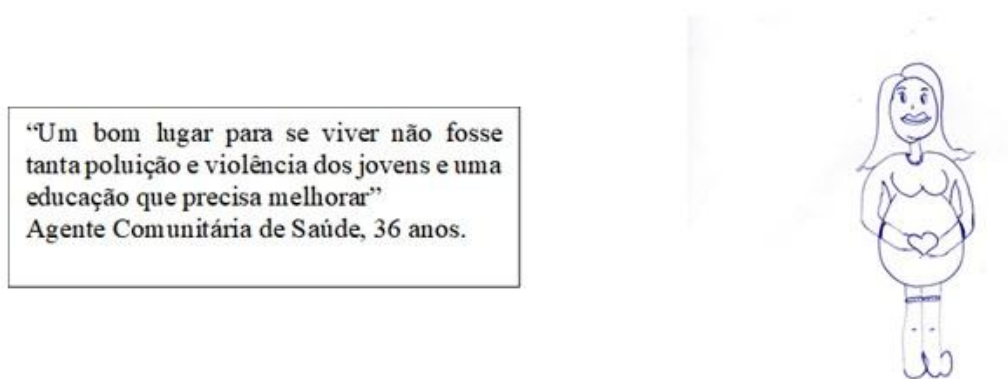 “Um bom lugar para se viver não fosse
tanta poluição e violência dos jovens e uma
educação que precisa melhorar”
Agente Comunitária de Saúde, 36 anos.